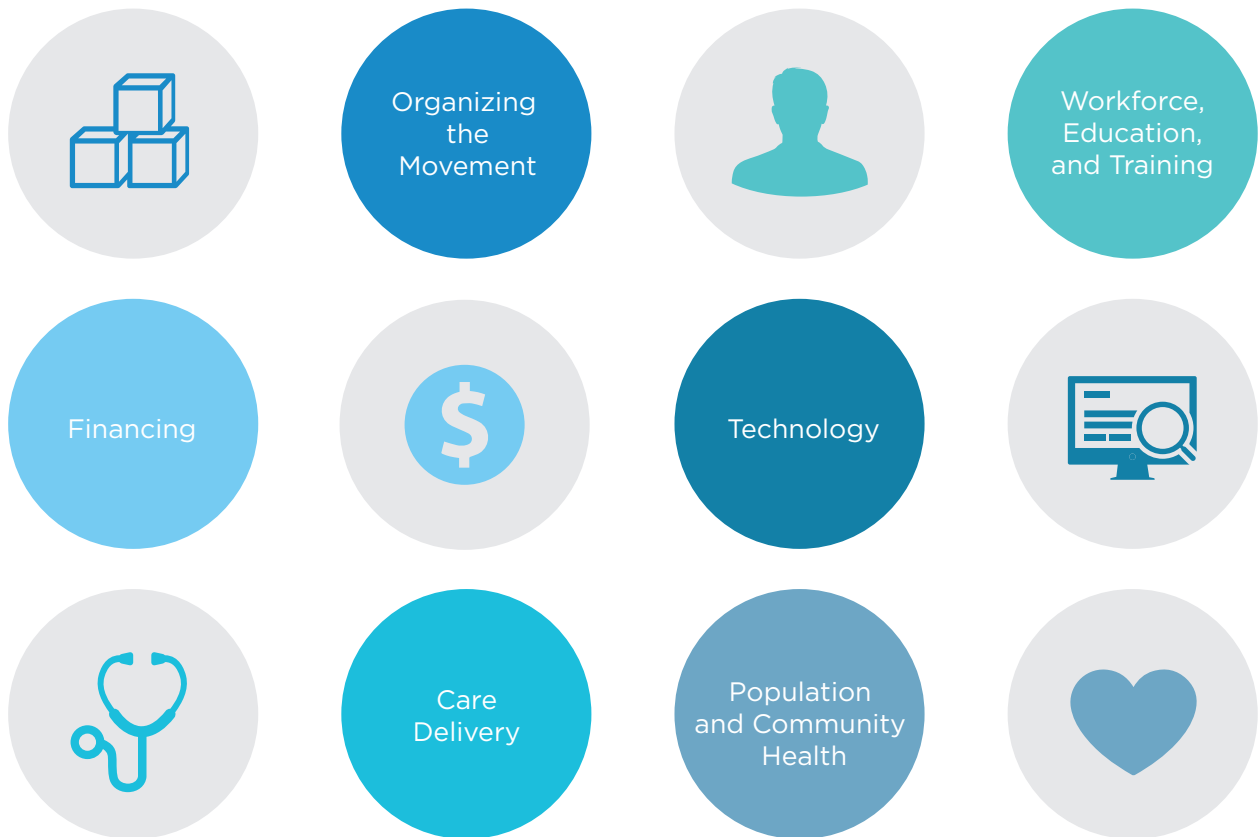 Organizing
the
Movement
Workforce,
Education,
and Training
Financing
$
Technology
Care
Delivery
Population
and Community
Health